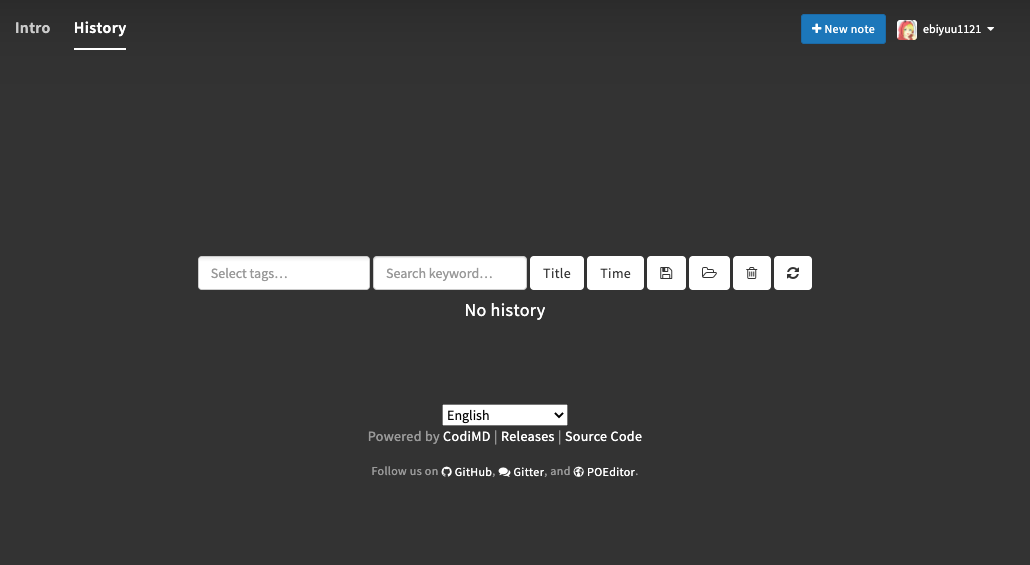 Intro History New note ebiyuu1121
Select tags... Search keyword... Title Time
No history
English
Powered by CodiMD | Releases | Source Code
Follow us on GitHub, Gitter, and POEditor.